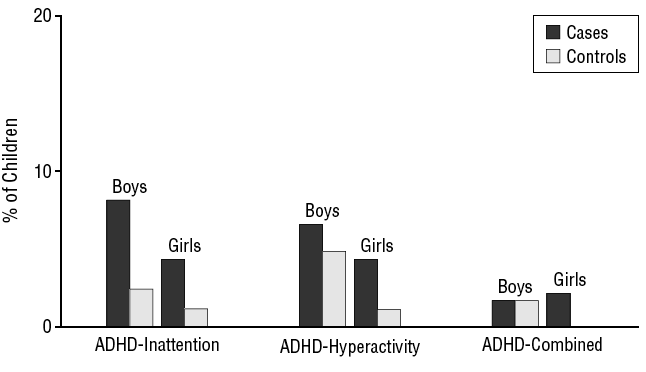 20
Cases
Controls
% of Children
10
Boys
Girls
Boys
Girls
Boys
Girls
0
ADHD-Inattention
ADHD-Hyperactivity
ADHD-Combined